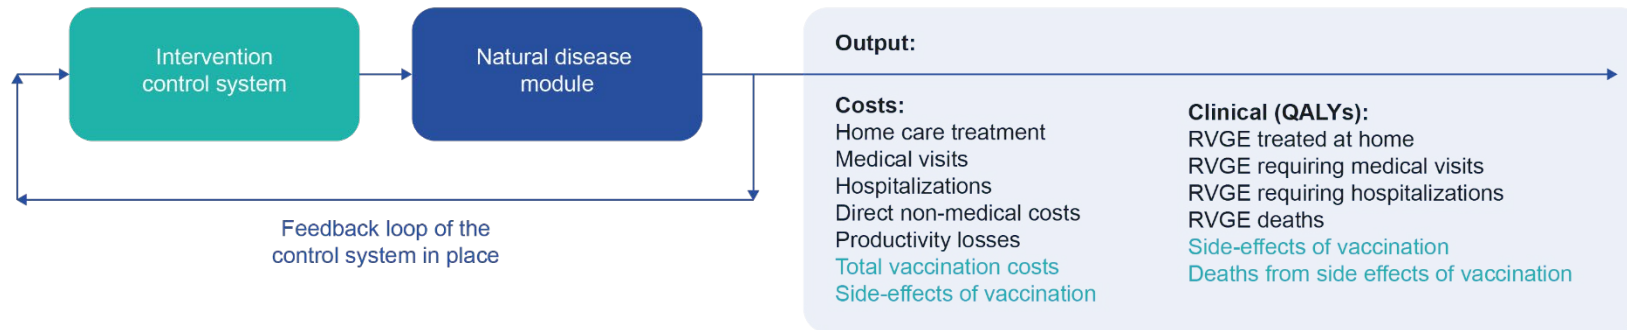 Intervention
control system
Natural disease
module
Feedback loop of the
control system in place
Output:
Costs:
Home care treatment
Medical visits
Hospitalizations
Direct non-medical costs
Productivity losses
Total vaccination costs
Side-effects of vaccination
Clinical (QALYs):
RVGE treated at home
RVGE requiring medical visits
RVGE requiring hospitalizations
RVGE deaths
Side-effects of vaccination
Deaths from side effects of vaccination